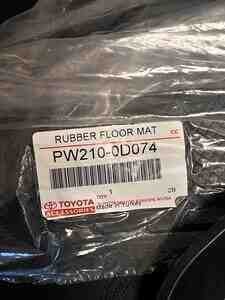 RUBBER FLOOR MAT
PW210-0D074
1
TOYOTA
ACCESSORIES